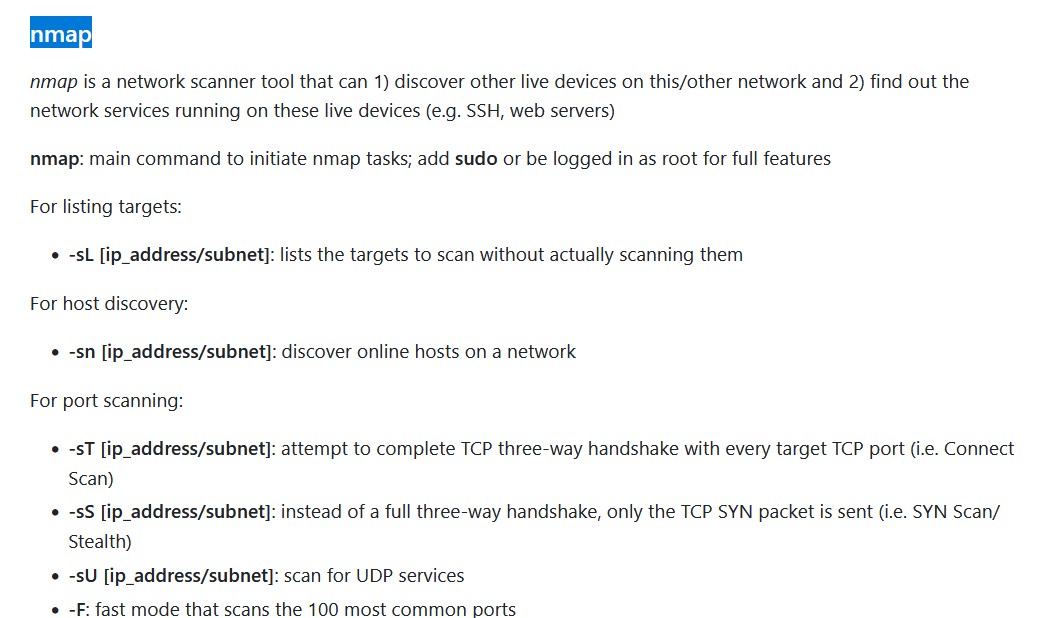 nmap
nmap is a network scanner tool that can 1) discover other live devices on this/other network and 2) find out the
network services running on these live devices (e.g. SSH, web servers)
nmap: main command to initiate nmap tasks; add sudo or be logged in as root for full features
For listing targets:
• -sL [ip_address/subnet]: lists the targets to scan without actually scanning them
For host discovery:
• -sn [ip_address/subnet]: discover online hosts on a network
For port scanning:
• -sT [ip_address/subnet]: attempt to complete TCP three-way handshake with every target TCP port (i.e. Connect
Scan)
• -sS [ip_address/subnet]: instead of a full three-way handshake, only the TCP SYN packet is sent (i.e. SYN Scan/
Stealth)
• -sU [ip_address/subnet]: scan for UDP services
• -F: fast mode that scans the 100 most common ports